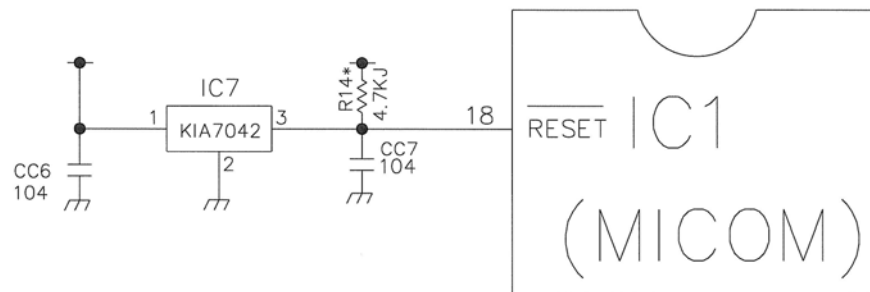 IC7
1
KIA7042
3
2
CC6
104
R14*
4.7KJ
CC7
104
18
RESET
IC1
(MICOM)